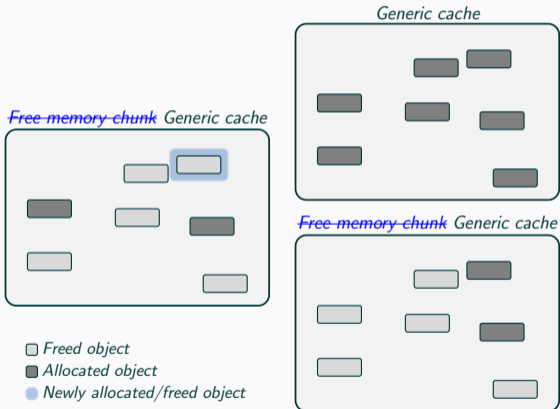 Generic cache
Free memory chunk Generic cache
Free memory chunk Generic cache
Freed object
Allocated object
Newly allocated/freed object